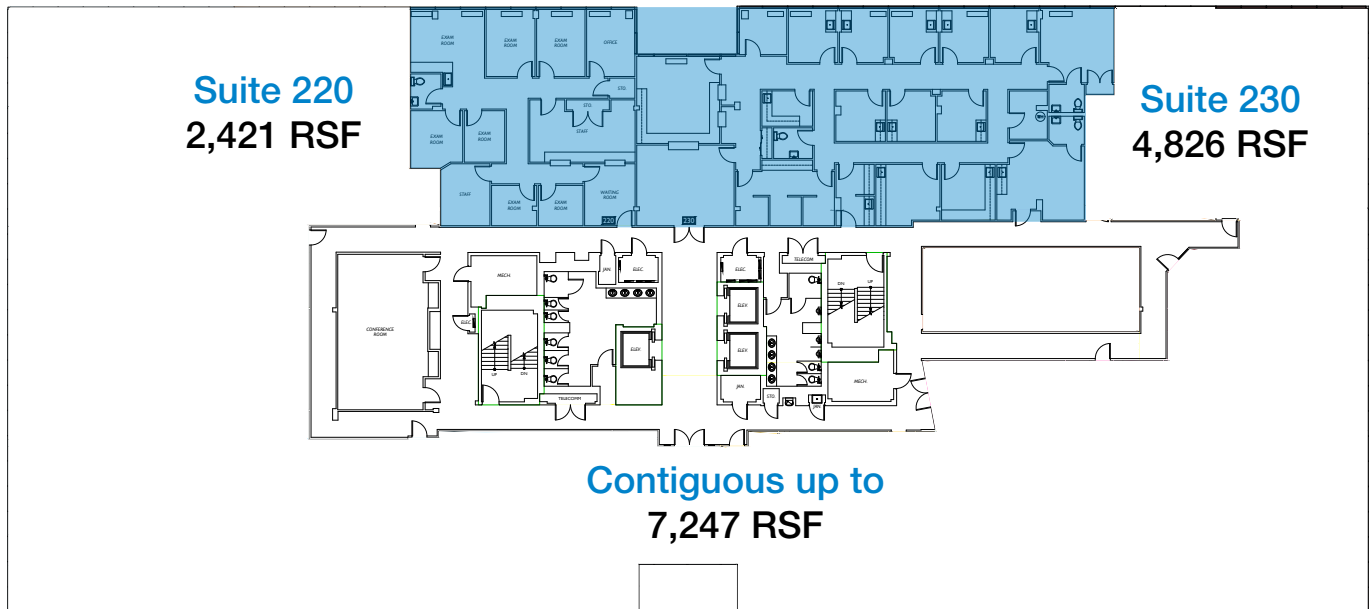 EXAM
ROOM
EXAM
ROOM
EXAM
ROOM
OFFICE
Suite 220
2,421 RSF
STO.
STO.
STAFF
EXAM
ROOM
EXAM
ROOM
Suite 230
4,826 RSF
STAFF
EXAM
ROOM
EXAM
ROOM
WAITING
ROOM
220
230
MECH.
JAN.
ELEC
ELEC
TELECOM
ELEC
CONFERENCE
ROOM
UP
DN
ELEV.
TELECOMM
ELEV.
ELEV.
DN
UP
JAN.
STO.
JAN.
MECH.
Contiguous up to
7,247 RSF